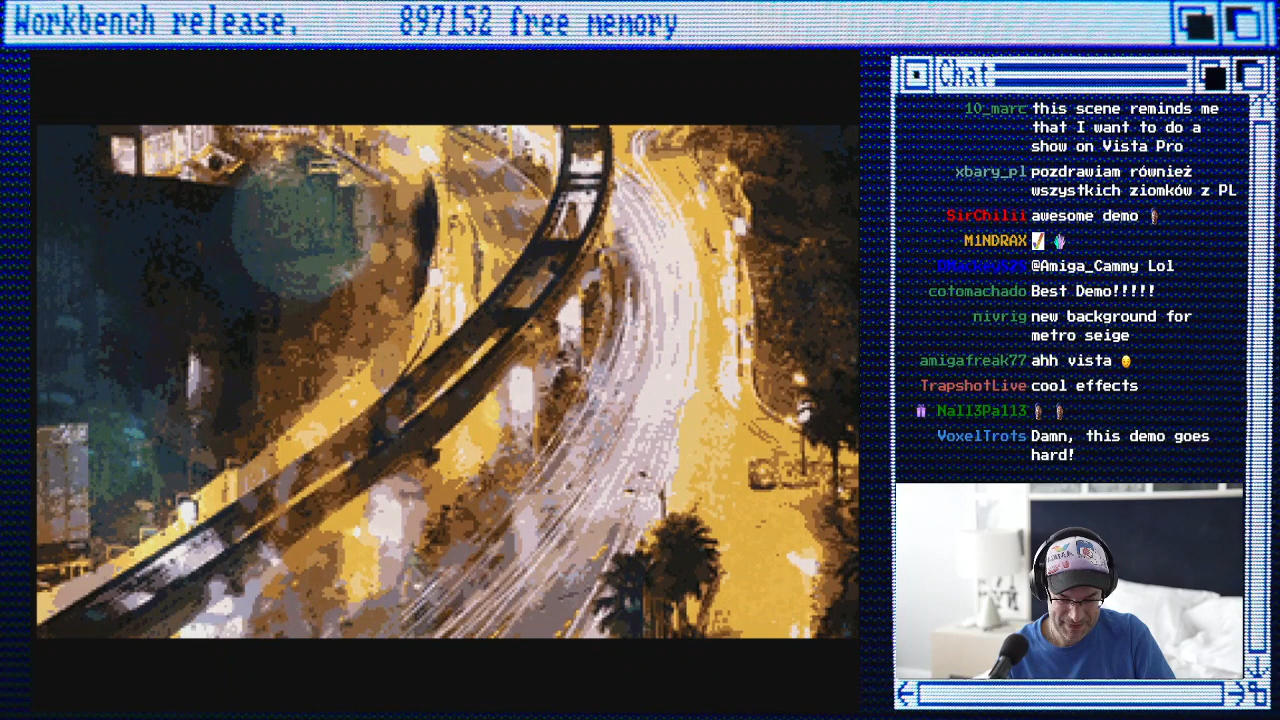 Workbench release. 897152 free memory
Chat
10_marc this scene reminds me
that I want to do a
show on Vista Pro
xbary_pl pozdrawiam również
wszystkich ziomków z PL
SirChilii awesome demo
M1NDRAX
@Amiga_Cammy Lol
cotomachado Best Demo!!!!!
nivrig new background for
metro seige
amigafreak77 ahh vista
TrapshotLive cool effects
Nall3Pall3
VoxelTrots Damn, this demo goes
hard!